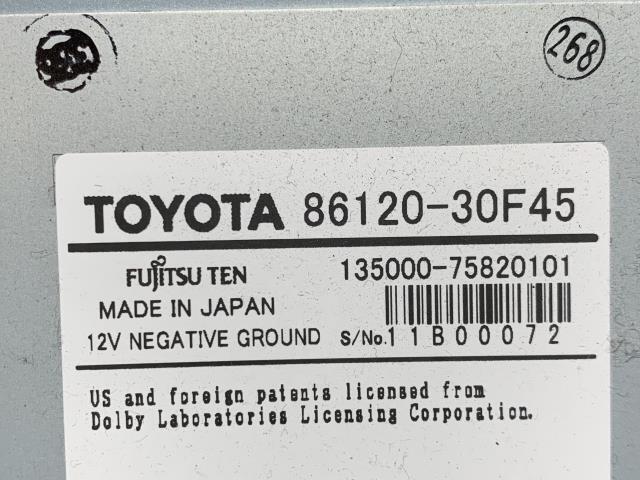 268
TOYOTA 86120-30F45
FUJITSU TEN 135000-75820101
MADE IN JAPAN
12V NEGATIVE GROUND S/No.11B00072
US and foreign patents licensed from
Dolby Laboratories Licensing Corporation.